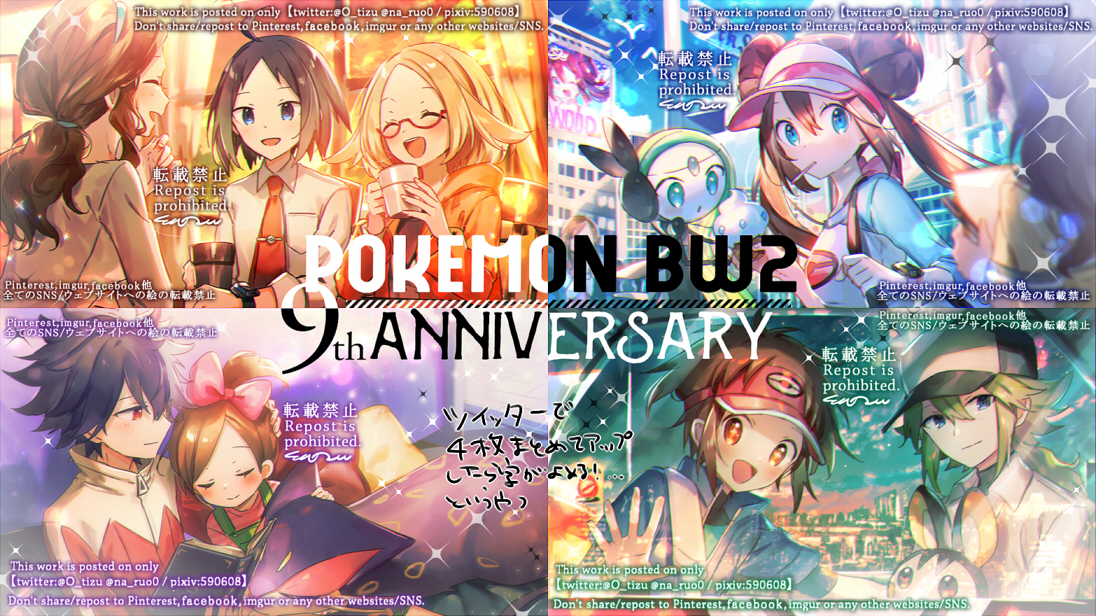 This work is posted on only【twitter:@O_tizu @na_ruo0 / pixiv:590608】
Don't share/repost to Pinterest,facebook,imgur or any other websites/SNS.
転載禁止
Repost is
prohibited.
Pinterest,imgur,facebook他
全てのSNS/ウェブサイトへの絵の転載禁止
This work is posted on only【twitter:@O_tizu @na_ruo0 / pixiv:590608】
Don't share/repost to Pinterest,facebook,imgur or any other websites/SNS.
転載禁止
Repost is
prohibited.
WOOD
Pinterest,imgur,facebook他
全てのSNS/ウェブサイトへの絵の転載禁止
POKEMON BW2
9th ANNIVERSARY
Pinterest,imgur,facebook他
全てのSNS/ウェブサイトへの絵の転載禁止
転載禁止
Repost is
prohibited.
ツイッターで
4枚まとめてアップ
したら字がよめる!...
というやつ
This work is posted on only
【twitter:@O_tizu @na_ruo0 / pixiv:590608】
Don't share/repost to Pinterest,facebook,imgur or any other websites/SNS.
Pinterest,imgur,facebook他
全てのSNS/ウェブサイトへの絵の転載禁止
転載禁止
Repost is
prohibited.
This work is posted on only
【twitter:@O_tizu @na_ruo0 / pixiv:590608】
Don't share/repost to Pinterest,facebook,imgur or any other websites/SNS.